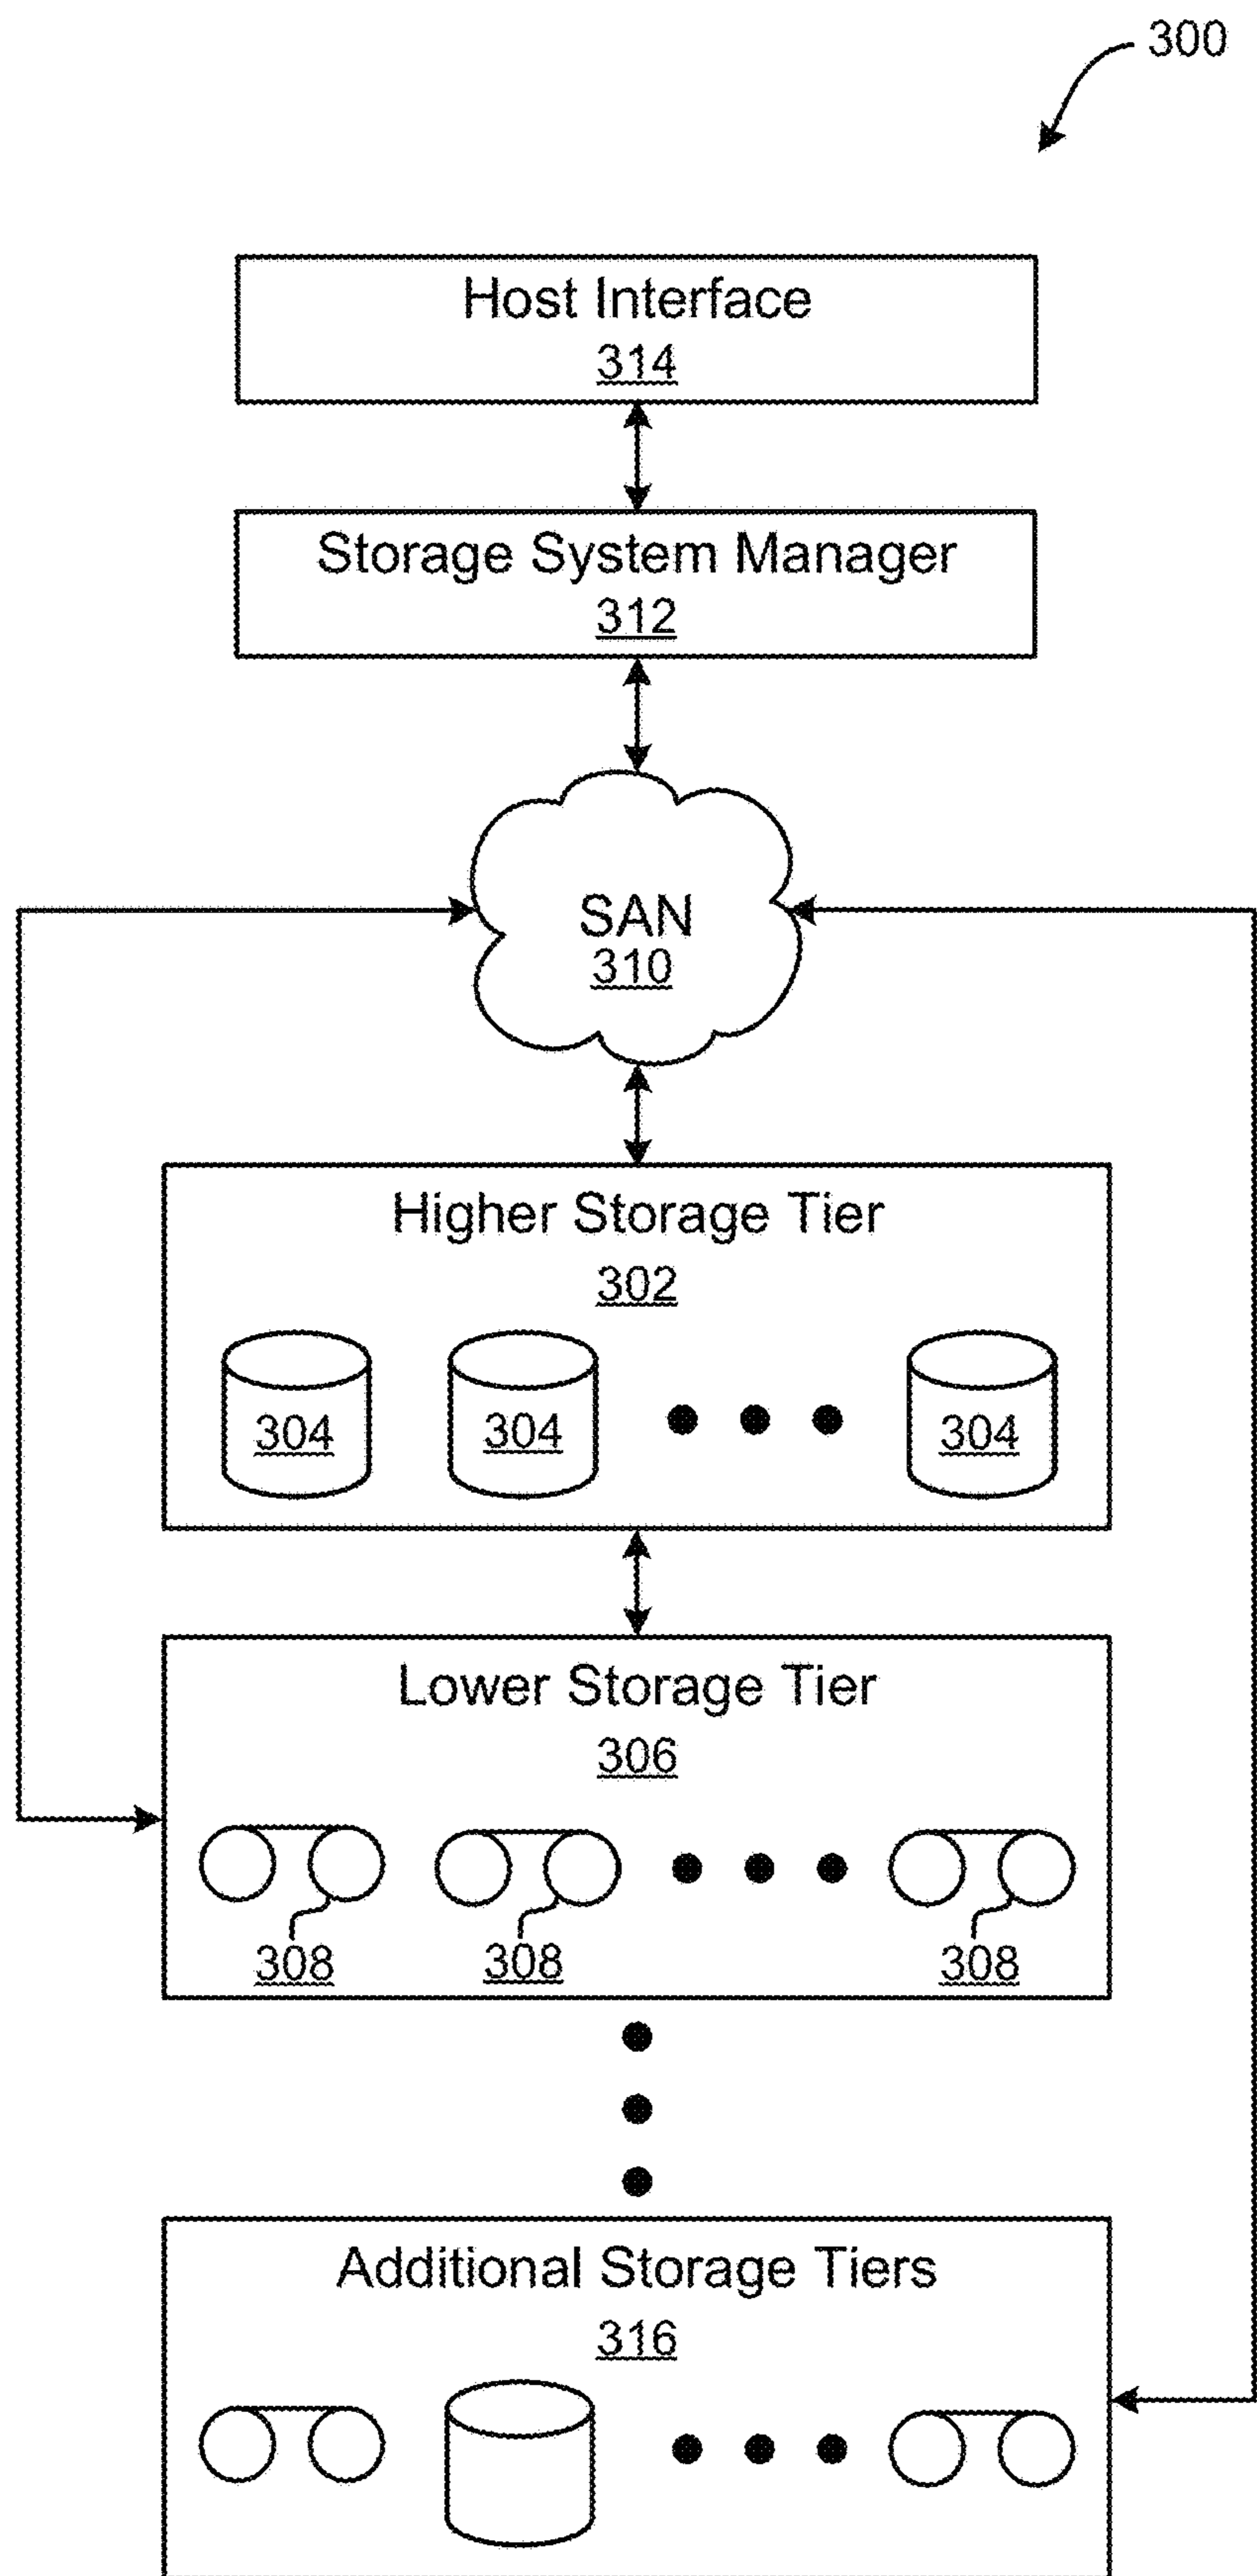 300
Host Interface
314
Storage System Manager
312
SAN
310
Higher Storage Tier
302
304 304 304
Lower Storage Tier
306
308 308 308
Additional Storage Tiers
316